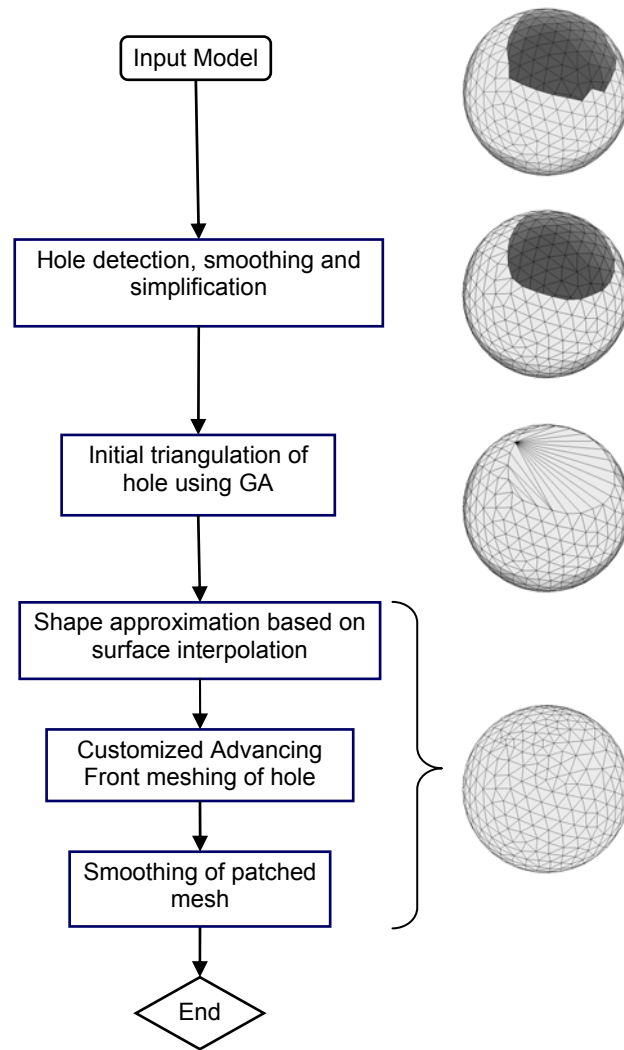 Input Model
Hole detection, smoothing and
simplification
Initial triangulation of
hole using GA
Shape approximation based on
surface interpolation
Customized Advancing
Front meshing of hole
Smoothing of patched
mesh
End